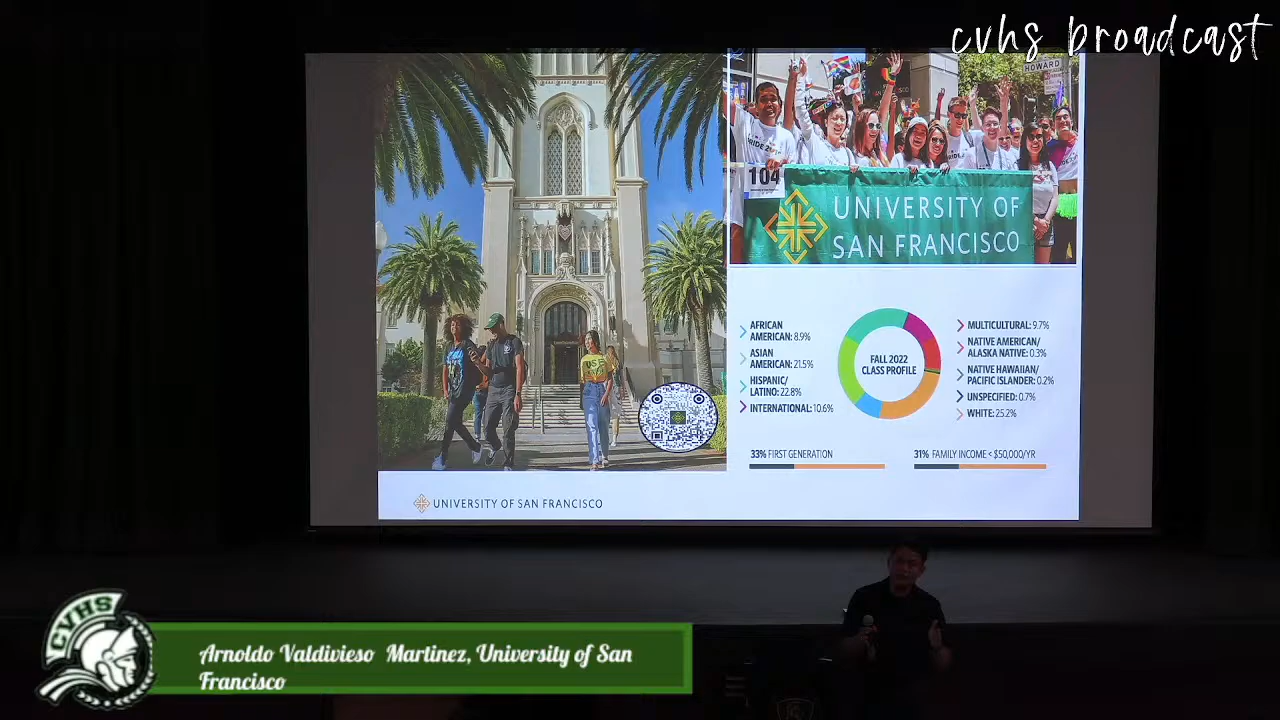 cvhs broadcast
HOWARD
PRIDE
104
UNIVERSITY OF
SAN FRANCISCO
USF
AFRICAN
AMERICAN: 8.9%
ASIAN
AMERICAN: 21.5%
HISPANIC/
LATINO: 22.8%
INTERNATIONAL: 10.6%
FALL 2022
CLASS PROFILE
MULTICULTURAL: 9.7%
NATIVE AMERICAN/
ALASKA NATIVE: 0.3%
NATIVE HAWAIIAN/
PACIFIC ISLANDER: 0.2%
UNSPECIFIED: 0.7%
WHITE: 25.2%
33% FIRST GENERATION
31% FAMILY INCOME < $50,000/YR
UNIVERSITY OF SAN FRANCISCO
CVHS
Arnoldo Valdivieso Martinez, University of San
Francisco